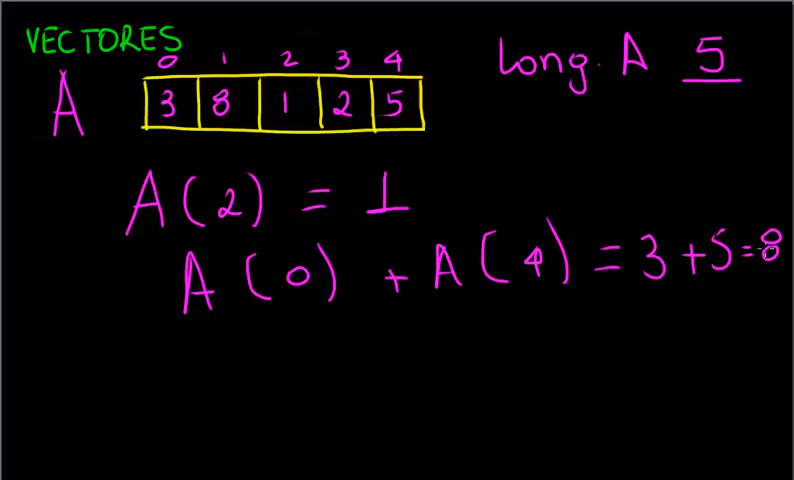 VECTORES
0 1 2 3 4
A 3 8 1 2 5
Long. A 5
A(2) = 1
A(0) + A(4) = 3+5=8